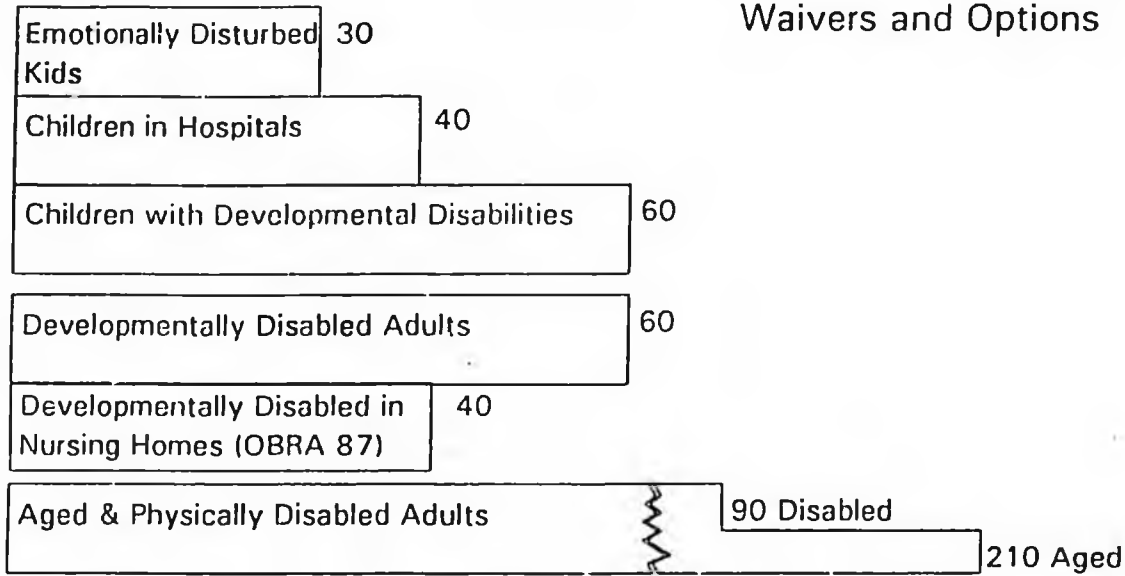 Waivers and Options
Emotionally Disturbed 30
Kids
Children in Hospitals 40
Children with Developmental Disabilities 60
Developmentally Disabled Adults 60
Developmentally Disabled in 40
Nursing Homes (OBRA 87)
Aged & Physically Disabled Adults 90 Disabled
210 Aged